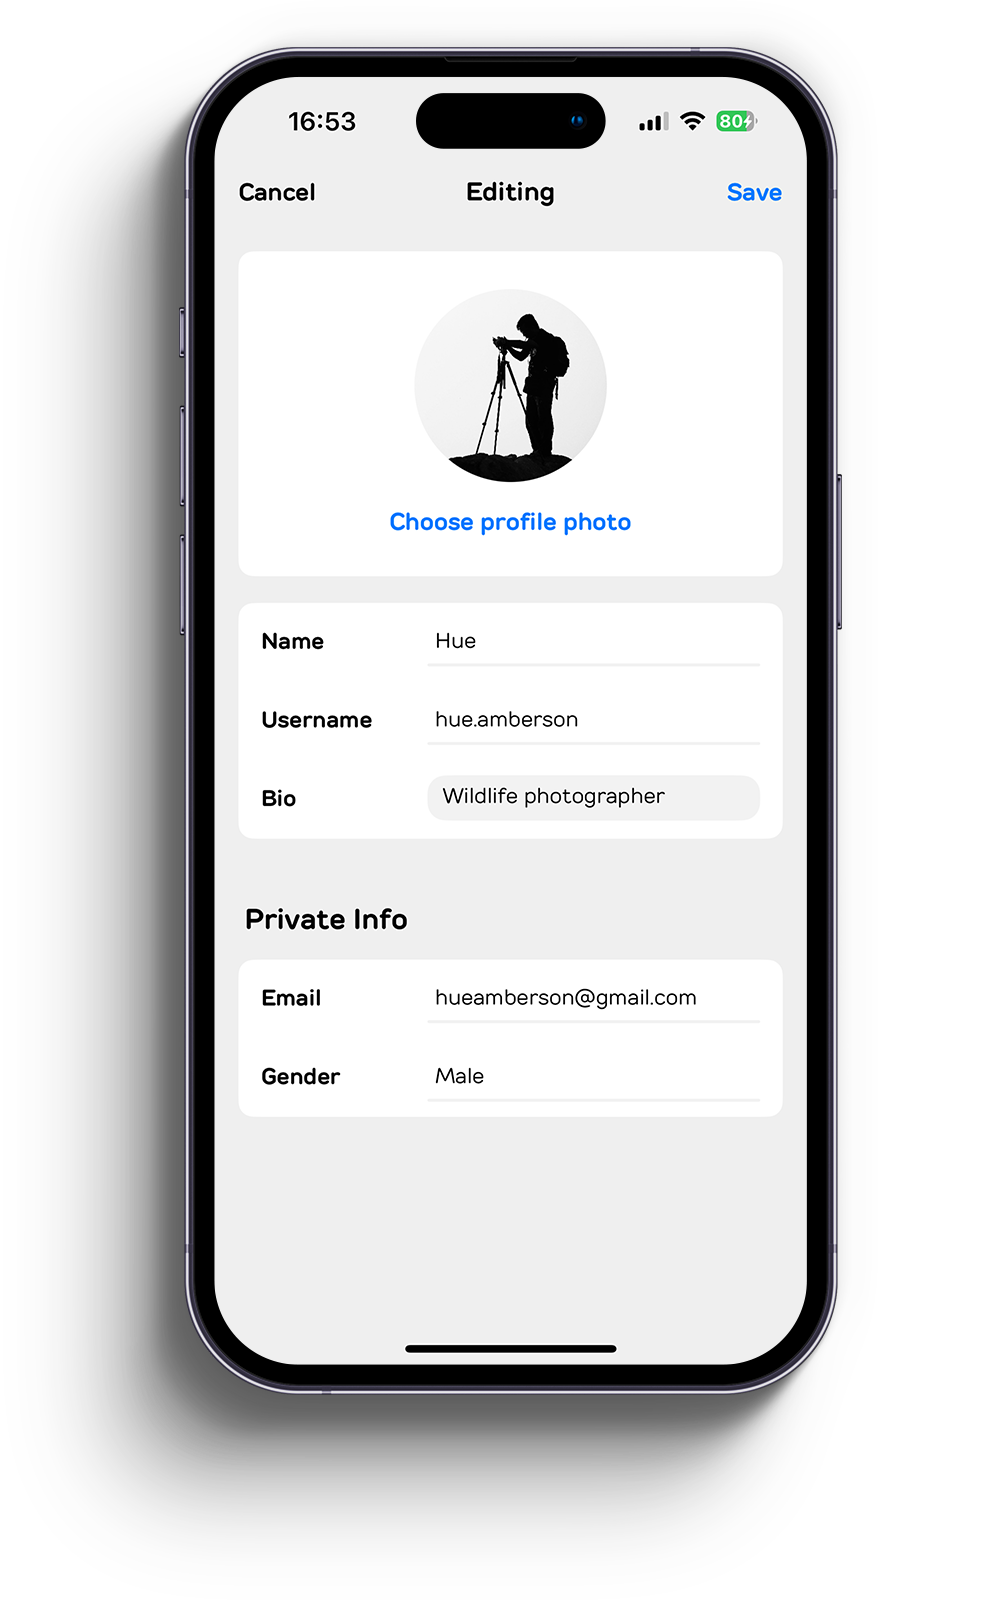 16:53
80
Cancel Editing Save
Choose profile photo
Name Hue
Username hue.amberson
Bio Wildlife photographer
Private Info
Email hueamberson@gmail.com
Gender Male